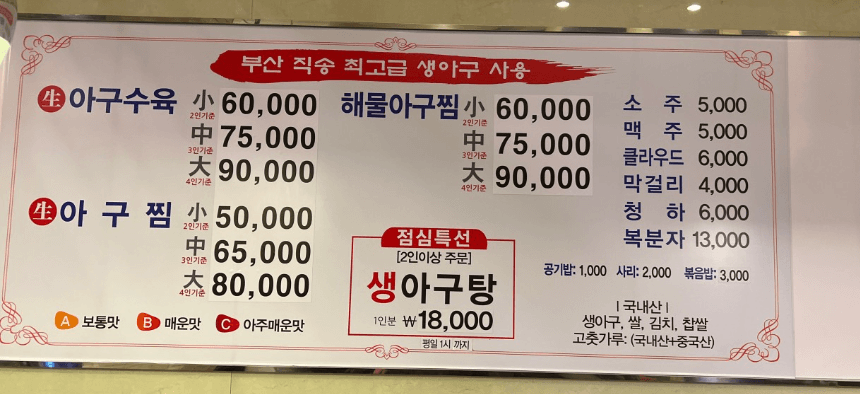 부산 직송 최고급 생아구 사용
生 아구수육 小 60,000
2인기준
中 75,000
3인기준
大 90,000
4인기준
生 아구찜 小 50,000
2인기준
中 65,000
3인기준
大 80,000
4인기준
A 보통맛 B 매운맛 C 아주매운맛
해물아구찜 小 60,000
2인기준
中 75,000
3인기준
大 90,000
4인기준
점심특선
[2인이상 주문]
생아구탕
1인분 ₩18,000
평일 1시 까지
소주 5,000
맥주 5,000
클라우드 6,000
막걸리 4,000
청하 6,000
복분자 13,000
공기밥: 1,000 사리: 2,000 볶음밥: 3,000
| 국내산 |
생아구, 쌀, 김치, 찹쌀
고춧가루: (국내산+중국산)